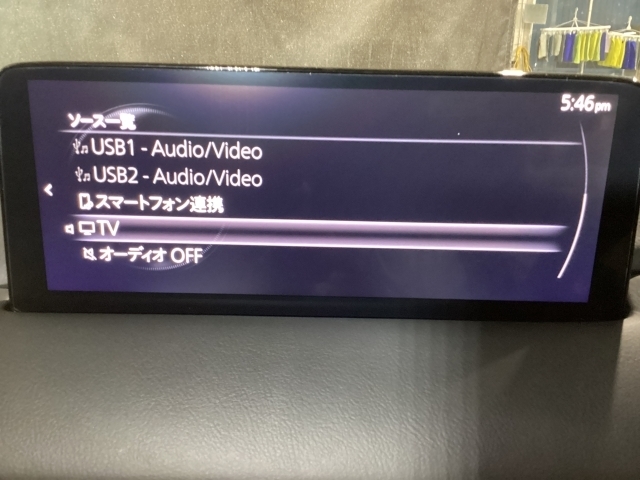 5:46pm
ソース一覧
USB1 - Audio/Video
USB2 - Audio/Video
スマートフォン連携
TV
オーディオ OFF